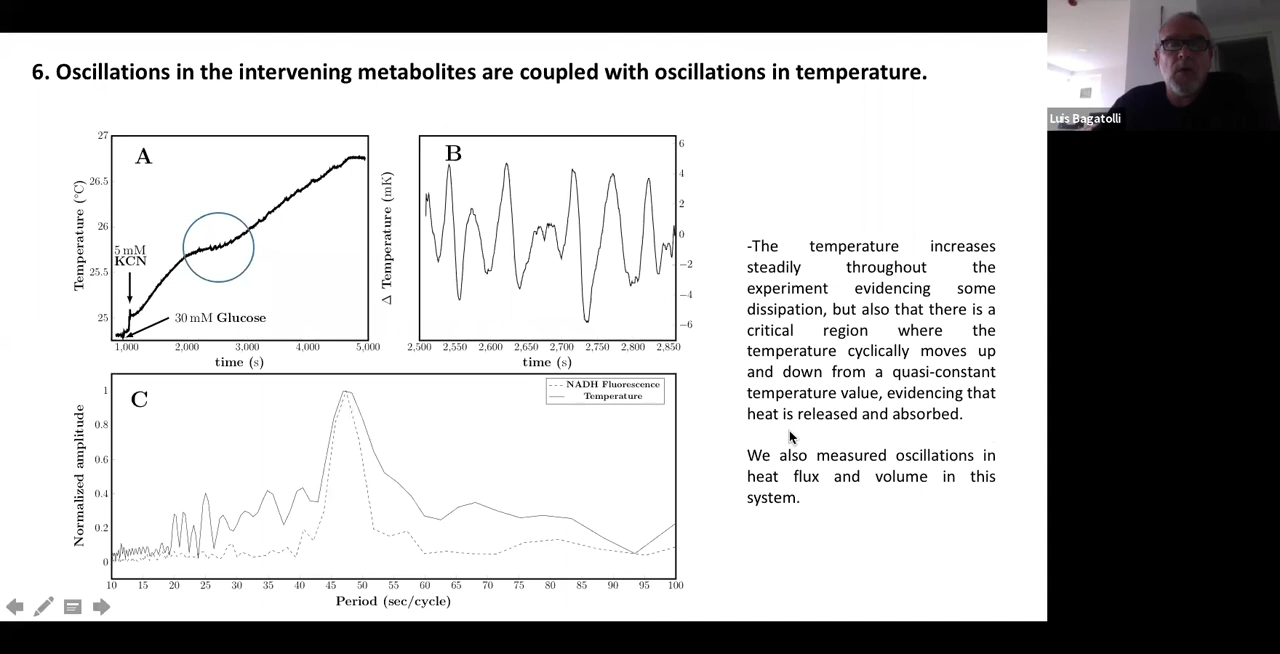 6. Oscillations in the intervening metabolites are coupled with oscillations in temperature.
Luis Bagatolli
A
27
26.5
26
25.5
25
Temperature (°C)
5 mM
KCN
30 mM Glucose
1,000 2,000 3,000 4,000 5,000
time (s)
B
6
4
2
0
−2
−4
−6
Δ Temperature (mK)
2,500 2,550 2,600 2,650 2,700 2,750 2,800 2,850
time (s)
C
NADH Fluorescence
Temperature
1
0.8
0.6
0.4
0.2
0
Normalized amplitude
10 15 20 25 30 35 40 45 50 55 60 65 70 75 80 85 90 95 100
Period (sec/cycle)
-The temperature increases
steadily throughout the
experiment evidencing some
dissipation, but also that there is a
critical region where the
temperature cyclically moves up
and down from a quasi-constant
temperature value, evidencing that
heat is released and absorbed.
We also measured oscillations in
heat flux and volume in this
system.